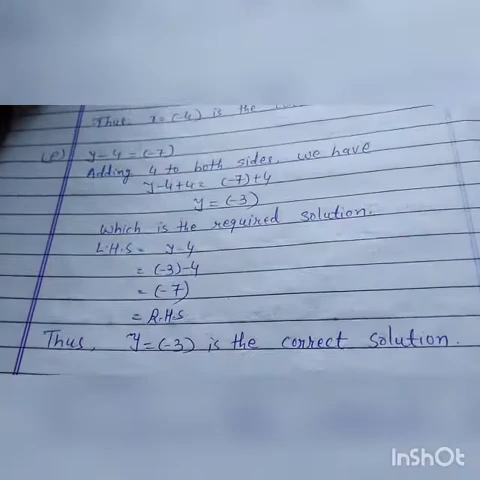 Thus, x = (-4) is the
(e) y-4 = (-7)
Adding 4 to both sides, we have
y-4+4 = (-7)+4
y = (-3)
Which is the required solution.
L.H.S = y-4
= (-3)-4
= (-7)
= R.H.S
Thus, y = (-3) is the correct solution.
InShOt